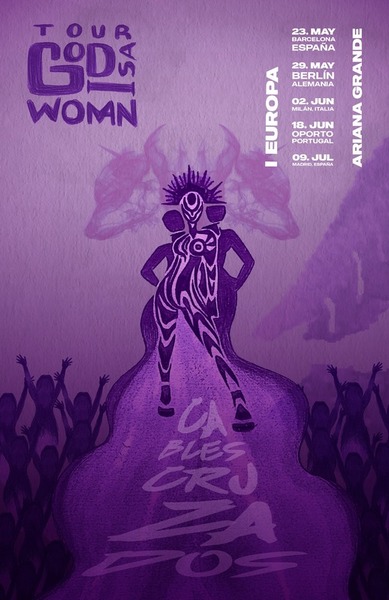 TOUR
GOD IS A
WOMN
23. MAY
BARCELONA
ESPAÑA
29. MAY
BERLÍN
ALEMANIA
02. JUN
MILÁN, ITALIA
18. JUN
OPORTO
PORTUGAL
09. JUL
MADRID, ESPAÑA
I EUROPA
ARIANA GRANDE
CA
BLES
CRU
ZA
DOS